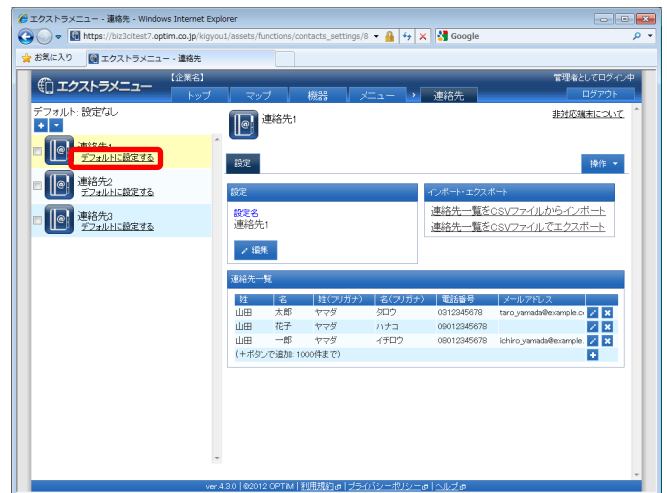 エクストラメニュー - 連絡先 - Windows Internet Explorer
https://biz3citest7.optim.co.jp/kigyou1/assets/functions/contacts_settings/8
Google
お気に入り
エクストラメニュー - 連絡先
エクストラメニュー
【企業名】
管理者としてログイン中
トップ
マップ
機器
メニュー
連絡先
ログアウト
デフォルト: 設定なし
連絡先1
デフォルトに設定する
連絡先2
デフォルトに設定する
連絡先3
デフォルトに設定する
連絡先1
非対応端末について
設定
操作
設定
設定名
連絡先1
編集
インポート・エクスポート
連絡先一覧をCSVファイルからインポート
連絡先一覧をCSVファイルでエクスポート
連絡先一覧
姓 名 姓(フリガナ) 名(フリガナ) 電話番号 メールアドレス
山田 太郎 ヤマダ タロウ 0312345678 taro_yamada@example.co
山田 花子 ヤマダ ハナコ 09012345678
山田 一郎 ヤマダ イチロウ 08012345678 ichiro_yamada@example.
(+ボタンで追加: 1000件まで)
ver.4.3.0 | ©2012 OPTiM | 利用規約 | プライバシーポリシー | ヘルプ